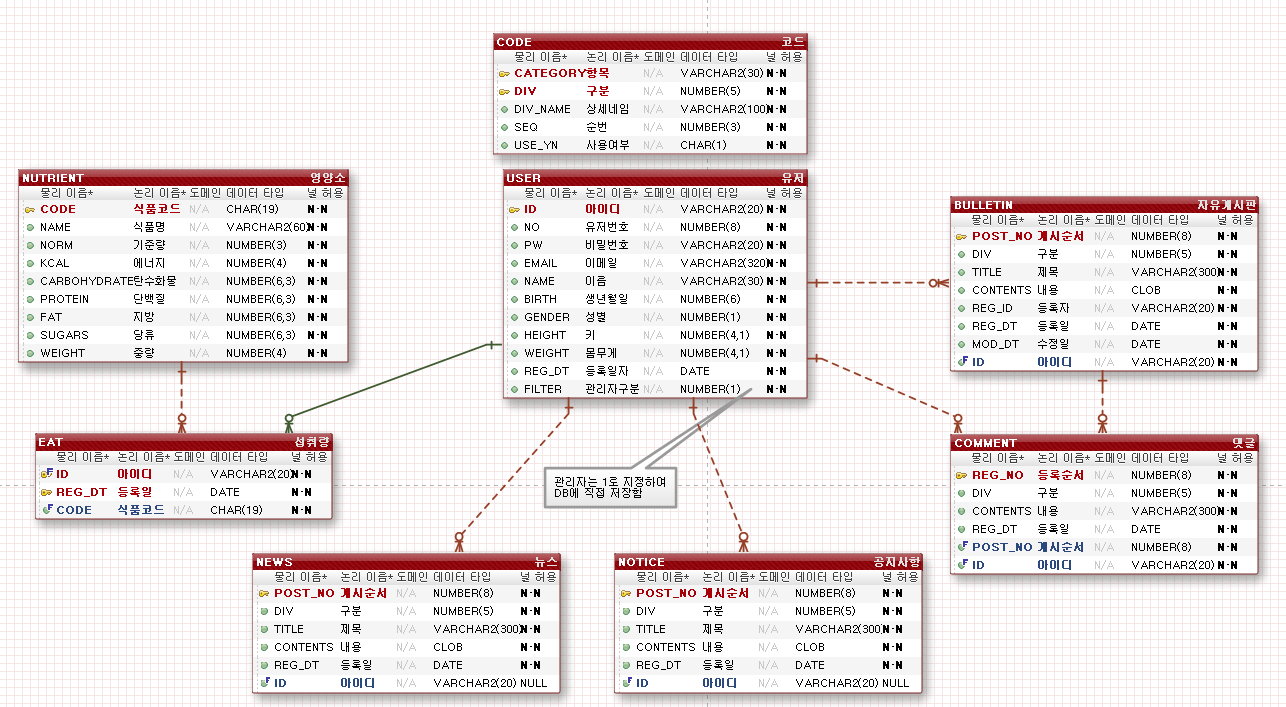 CODE 코드
물리 이름* 논리 이름* 도메인 데이터 타입 널 허용
CATEGORY 항목 N/A VARCHAR2(30) N-N
DIV 구분 N/A NUMBER(5) N-N
DIV_NAME 상세네임 N/A VARCHAR2(100) N-N
SEQ 순번 N/A NUMBER(3) N-N
USE_YN 사용여부 N/A CHAR(1) N-N
NUTRIENT 영양소
물리 이름* 논리 이름* 도메인 데이터 타입 널 허용
CODE 식품코드 N/A CHAR(19) N-N
NAME 식품명 N/A VARCHAR2(60) N-N
NORM 기준량 N/A NUMBER(3) N-N
KCAL 에너지 N/A NUMBER(4) N-N
CARBOHYDRATE 탄수화물 N/A NUMBER(6,3) N-N
PROTEIN 단백질 N/A NUMBER(6,3) N-N
FAT 지방 N/A NUMBER(6,3) N-N
SUGARS 당류 N/A NUMBER(6,3) N-N
WEIGHT 중량 N/A NUMBER(4) N-N
USER 유저
물리 이름* 논리 이름* 도메인 데이터 타입 널 허용
ID 아이디 N/A VARCHAR2(20) N-N
NO 유저번호 N/A NUMBER(8) N-N
PW 비밀번호 N/A VARCHAR2(20) N-N
EMAIL 이메일 N/A VARCHAR2(320) N-N
NAME 이름 N/A VARCHAR2(30) N-N
BIRTH 생년월일 N/A NUMBER(6) N-N
GENDER 성별 N/A NUMBER(1) N-N
HEIGHT 키 N/A NUMBER(4,1) N-N
WEIGHT 몸무게 N/A NUMBER(4,1) N-N
REG_DT 등록일자 N/A DATE N-N
FILTER 관리자구분 N/A NUMBER(1) N-N
BULLETIN 자유게시판
물리 이름* 논리 이름* 도메인 데이터 타입 널 허용
POST_NO 게시순서 N/A NUMBER(8) N-N
DIV 구분 N/A NUMBER(5) N-N
TITLE 제목 N/A VARCHAR2(300) N-N
CONTENTS 내용 N/A CLOB N-N
REG_ID 등록자 N/A VARCHAR2(20) N-N
REG_DT 등록일 N/A DATE N-N
MOD_DT 수정일 N/A DATE N-N
ID 아이디 N/A VARCHAR2(20) N-N
EAT 섭취량
물리 이름* 논리 이름* 도메인 데이터 타입 널 허용
ID 아이디 N/A VARCHAR2(20) N-N
REG_DT 등록일 N/A DATE N-N
CODE 식품코드 N/A CHAR(19) N-N
관리자는 1로 지정하여
DB에 직접 저장함
COMMENT 댓글
물리 이름* 논리 이름* 도메인 데이터 타입 널 허용
REG_NO 등록순서 N/A NUMBER(8) N-N
DIV 구분 N/A NUMBER(5) N-N
CONTENTS 내용 N/A VARCHAR2(300) N-N
REG_DT 등록일 N/A DATE N-N
POST_NO 게시순서 N/A NUMBER(8) N-N
ID 아이디 N/A VARCHAR2(20) N-N
NEWS 뉴스
물리 이름* 논리 이름* 도메인 데이터 타입 널 허용
POST_NO 게시순서 N/A NUMBER(8) N-N
DIV 구분 N/A NUMBER(5) N-N
TITLE 제목 N/A VARCHAR2(300) N-N
CONTENTS 내용 N/A CLOB N-N
REG_DT 등록일 N/A DATE N-N
ID 아이디 N/A VARCHAR2(20) NULL
NOTICE 공지사항
물리 이름* 논리 이름* 도메인 데이터 타입 널 허용
POST_NO 게시순서 N/A NUMBER(8) N-N
DIV 구분 N/A NUMBER(5) N-N
TITLE 제목 N/A VARCHAR2(300) N-N
CONTENTS 내용 N/A CLOB N-N
REG_DT 등록일 N/A DATE N-N
ID 아이디 N/A VARCHAR2(20) NULL